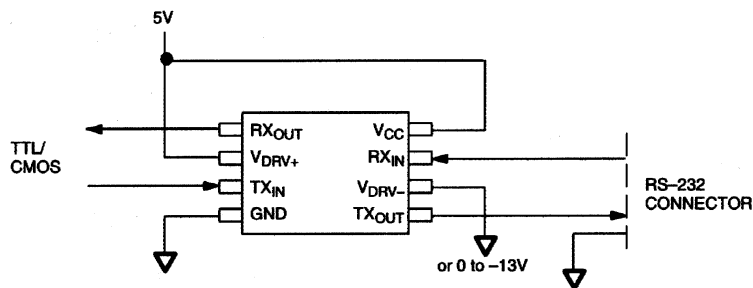 5V
TTL/
CMOS
RXOUT
VDRV+
TXIN
GND
VCC
RXIN
VDRV–
TXOUT
or 0 to –13V
RS–232
CONNECTOR